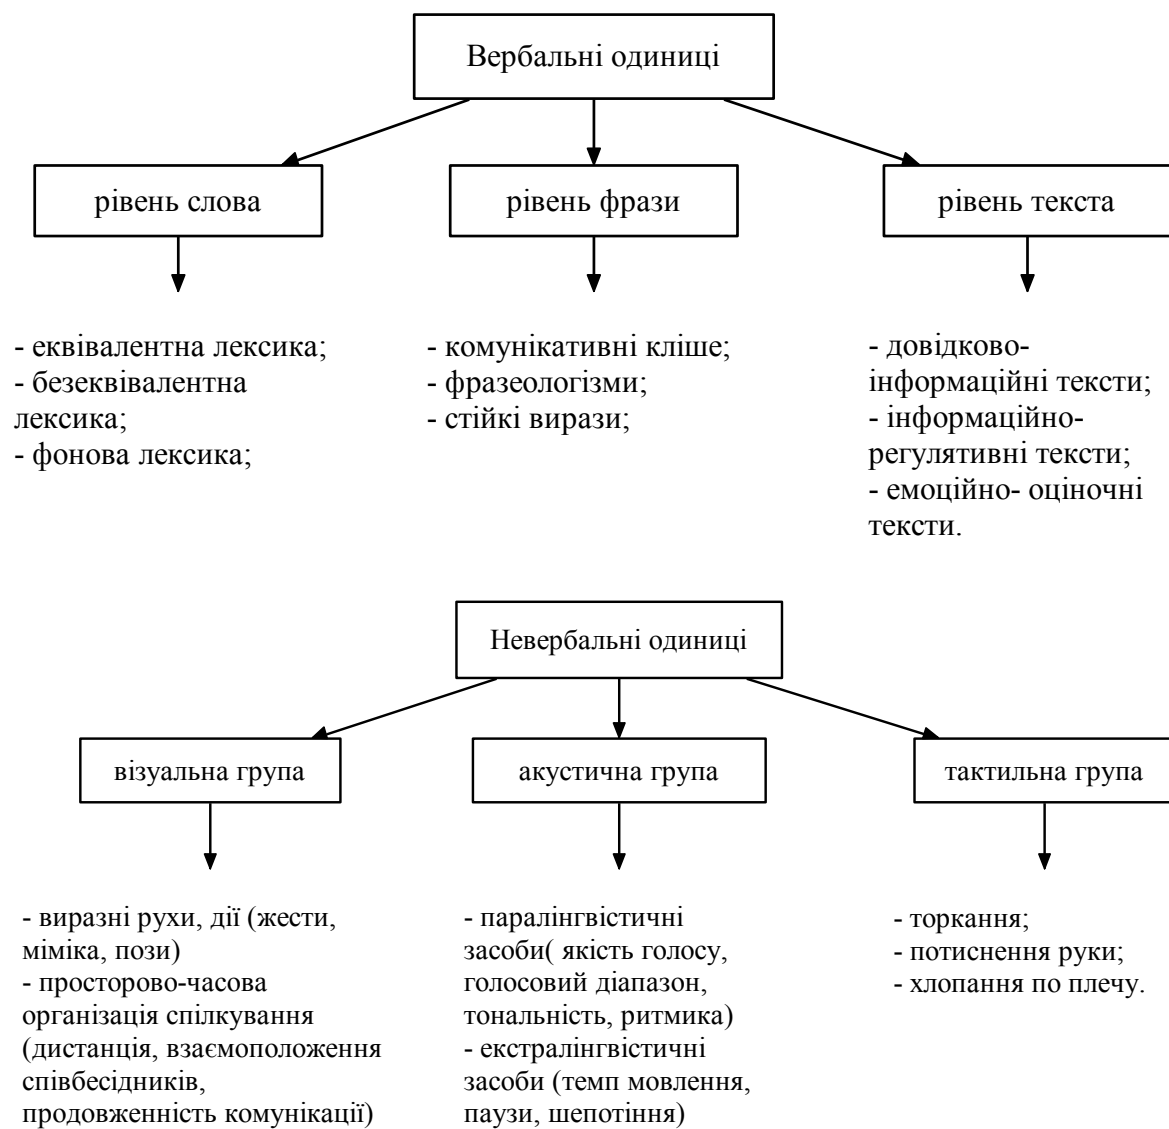 Вербальні одиниці
рівень слова
рівень фрази
рівень текста
- еквівалентна лексика;
- безеквівалентна
лексика;
- фонова лексика;
- комунікативні кліше;
- фразеологізми;
- стійкі вирази;
- довідково-
інформаційні тексти;
- інформаційно-
регулятивні тексти;
- емоційно- оціночні
тексти.
Невербальні одиниці
візуальна група
акустична група
тактильна група
- виразні рухи, дії (жести,
міміка, пози)
- просторово-часова
організація спілкування
(дистанція, взаємоположення
співбесідників,
продовженність комунікації)
- паралінгвістичні
засоби( якість голосу,
голосовий діапазон,
тональність, ритмика)
- екстралінгвістичні
засоби (темп мовлення,
паузи, шепотіння)
- торкання;
- потиснення руки;
- хлопання по плечу.